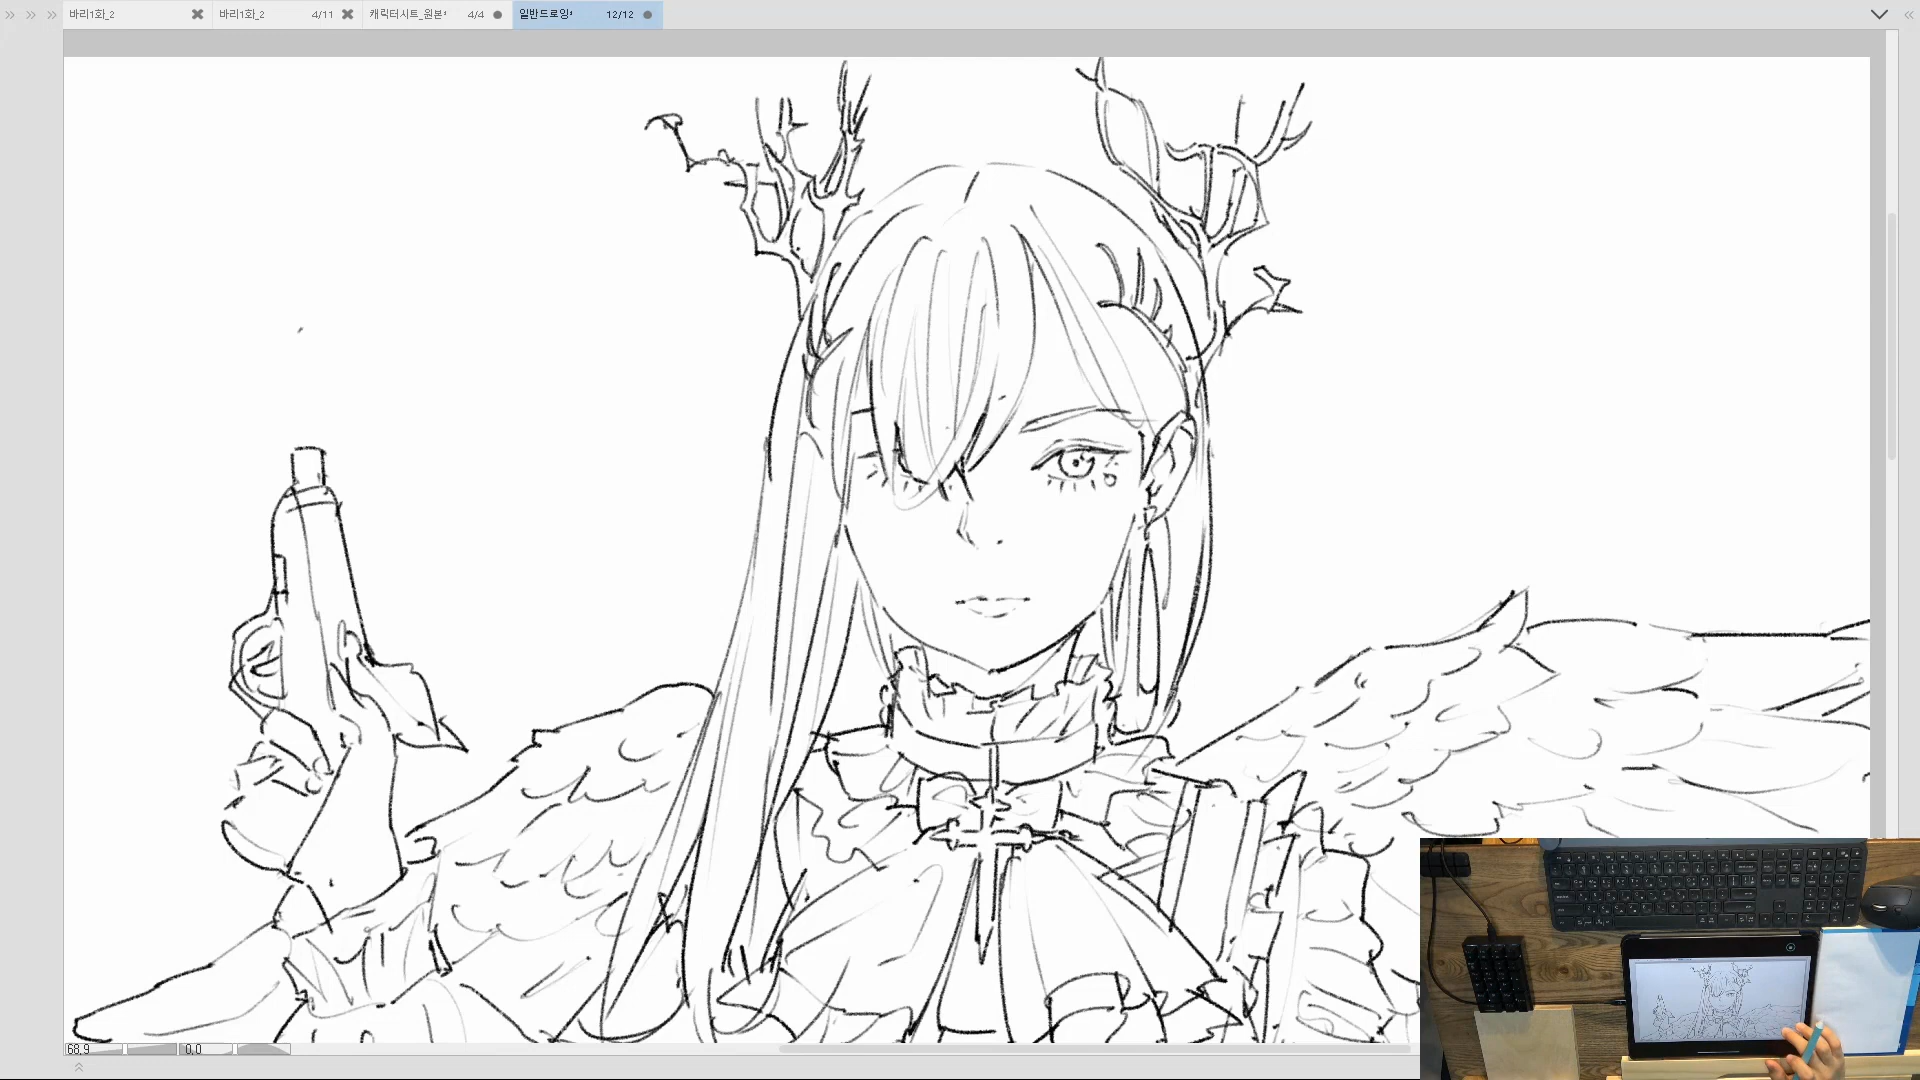 바리1화_2
바리1화_2 4/11
캐릭터시트_원본* 4/4
일반드로잉* 12/12
68.9 0.0